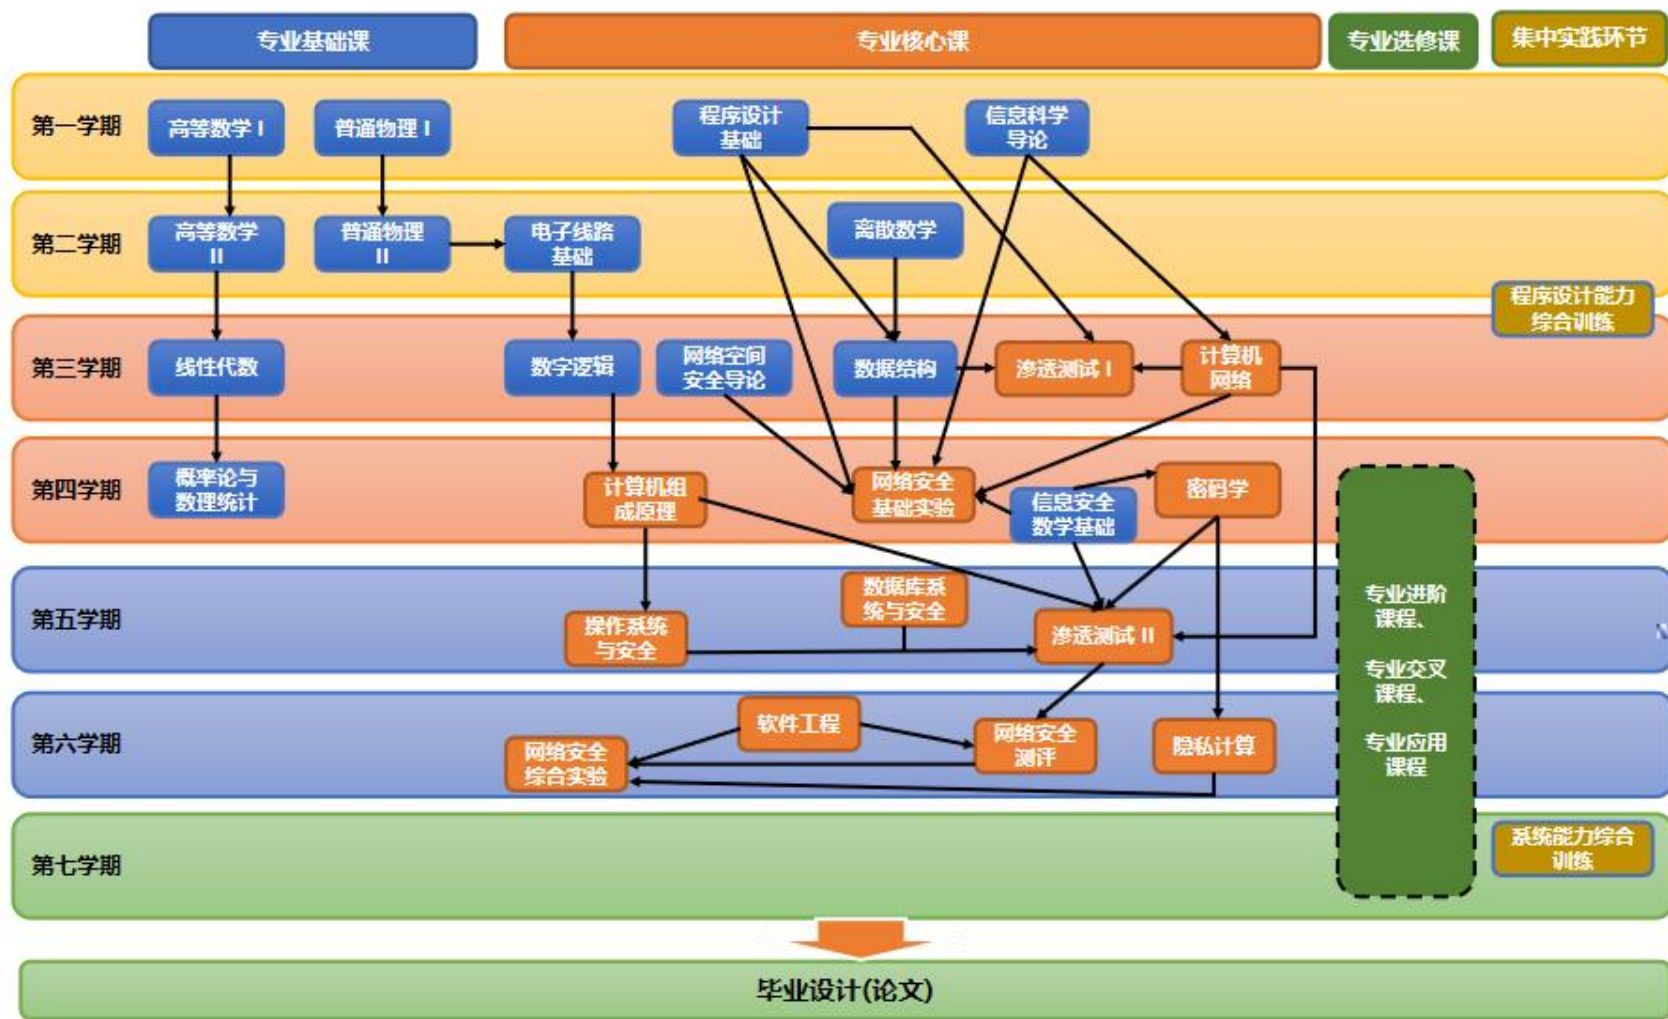 专业基础课
专业核心课
专业选修课
集中实践环节
第一学期
高等数学 I
普通物理 I
程序设计
基础
信息科学
导论
第二学期
高等数学
II
普通物理
II
电子线路
基础
离散数学
程序设计能力
综合训练
第三学期
线性代数
数字逻辑
网络空间
安全导论
数据结构
渗透测试 I
计算机
网络
第四学期
概率论与
数理统计
计算机组
成原理
网络安全
基础实验
信息安全
数学基础
密码学
第五学期
操作系统
与安全
数据库系
统与安全
渗透测试 II
专业进阶
课程、
专业交叉
课程、
专业应用
课程
第六学期
网络安全
综合实验
软件工程
网络安全
测评
隐私计算
第七学期
系统能力综合
训练
毕业设计(论文)